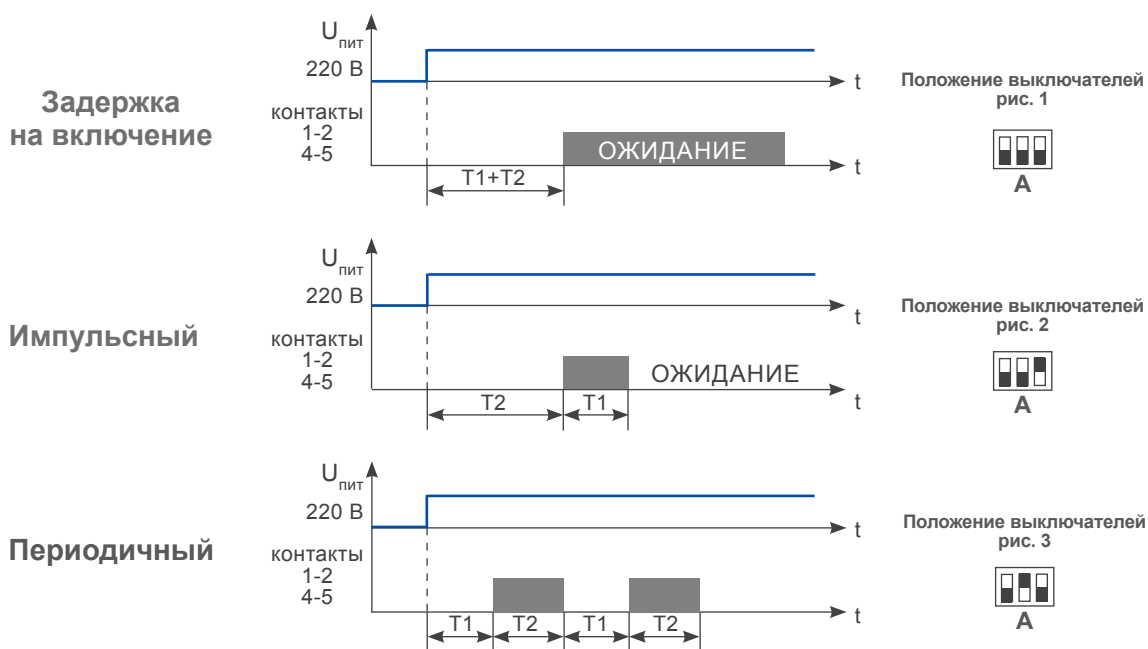 Задержка
на включение
U пит
220 В
t
контакты
1-2
4-5
ОЖИДАНИЕ
t
T1+T2
Положение выключателей
рис. 1
A
Импульсный
U пит
220 В
t
контакты
1-2
4-5
ОЖИДАНИЕ
t
T2
T1
Положение выключателей
рис. 2
A
Периодичный
U пит
220 В
t
контакты
1-2
4-5
t
T1
T2
T1
T2
Положение выключателей
рис. 3
A